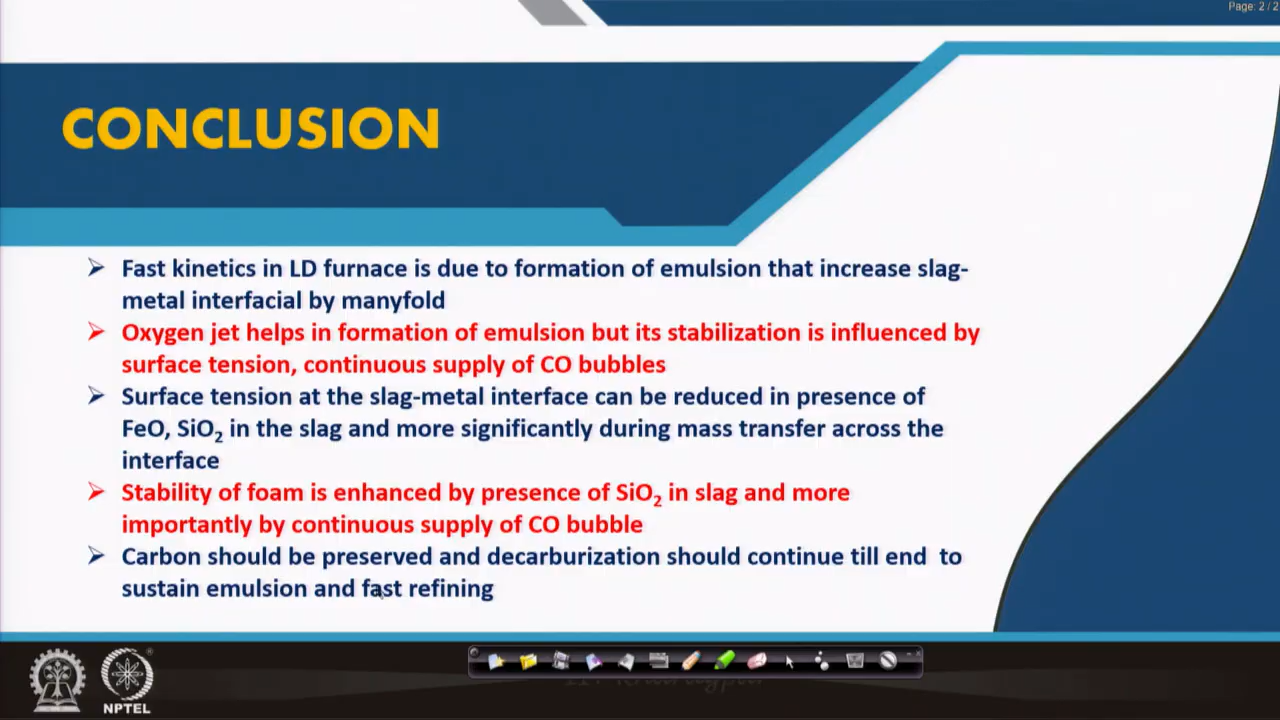 Page: 2 / 2
CONCLUSION
➢ Fast kinetics in LD furnace is due to formation of emulsion that increase slag-
metal interfacial by manyfold
➢ Oxygen jet helps in formation of emulsion but its stabilization is influenced by
surface tension, continuous supply of CO bubbles
➢ Surface tension at the slag-metal interface can be reduced in presence of
FeO, SiO₂ in the slag and more significantly during mass transfer across the
interface
➢ Stability of foam is enhanced by presence of SiO₂ in slag and more
importantly by continuous supply of CO bubble
➢ Carbon should be preserved and decarburization should continue till end to
sustain emulsion and fast refining
NPTEL